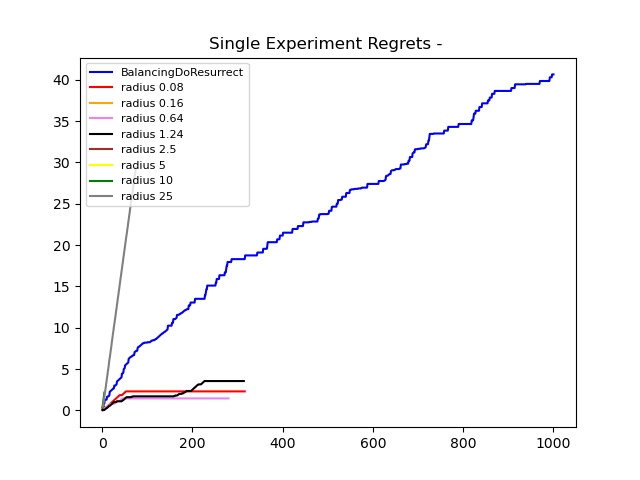 Single Experiment Regrets -
BalancingDoResurrect
radius 0.08
radius 0.16
radius 0.64
radius 1.24
radius 2.5
radius 5
radius 10
radius 25
40
35
30
25
20
15
10
5
0
0 200 400 600 800 1000